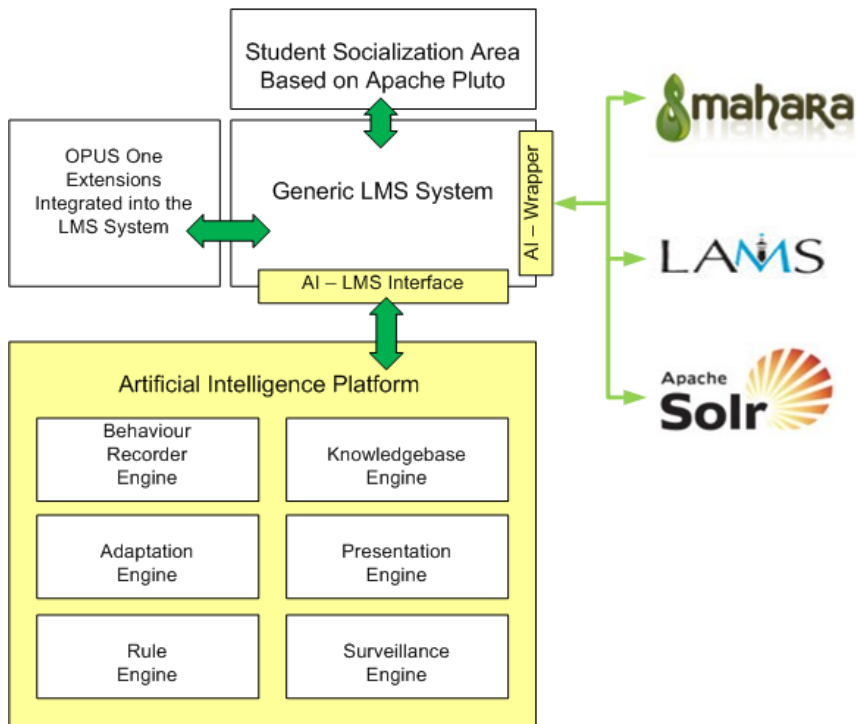 Student Socialization Area
Based on Apache Pluto
OPUS One
Extensions
Integrated into the
LMS System
Generic LMS System
AI – Wrapper
AI – LMS Interface
mahara
LAMS
Apache
Solr
Artificial Intelligence Platform
Behaviour
Recorder
Engine
Knowledgebase
Engine
Adaptation
Engine
Presentation
Engine
Rule
Engine
Surveillance
Engine